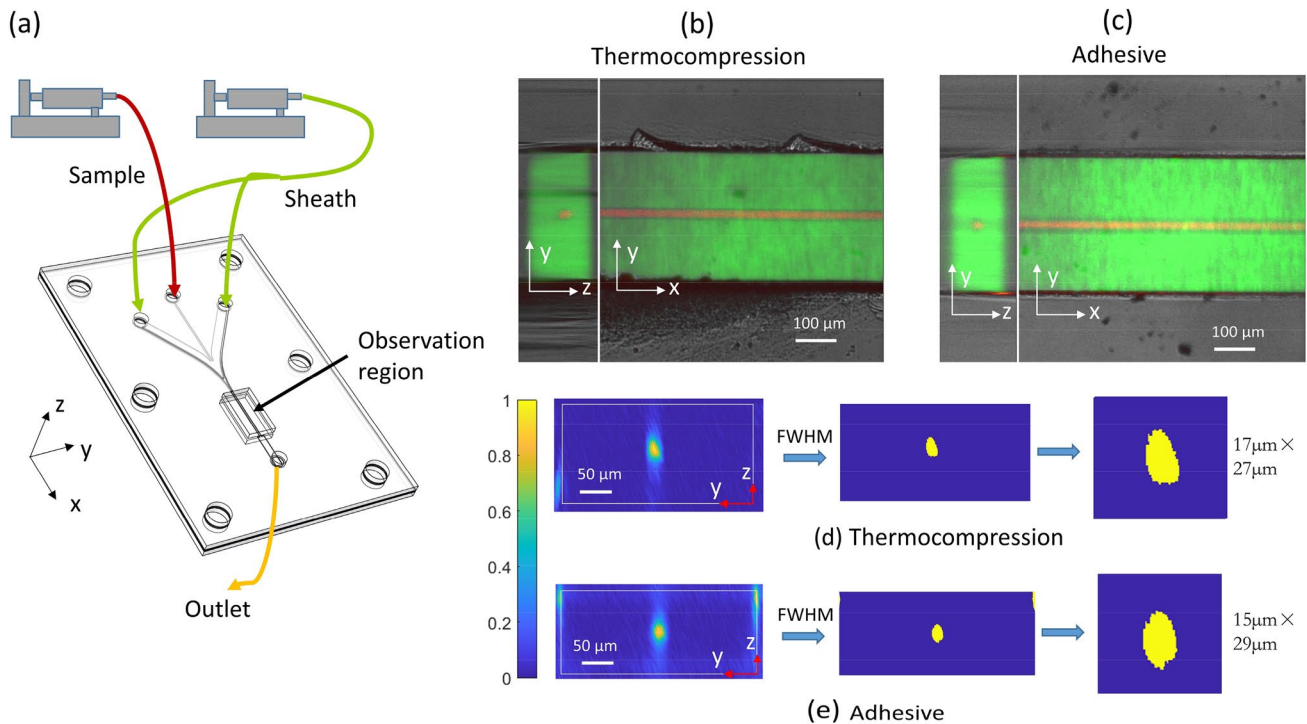 (a)
Sample
Sheath
Observation
region
z
y
x
Outlet
(b)
Thermocompression
y
z
y
x
100 μm
(c)
Adhesive
y
z
y
x
100 μm
1
0.8
0.6
0.4
0.2
0
50 μm
y
z
FWHM
17μm ×
27μm
(d) Thermocompression
50 μm
y
z
FWHM
15μm ×
29μm
(e) Adhesive